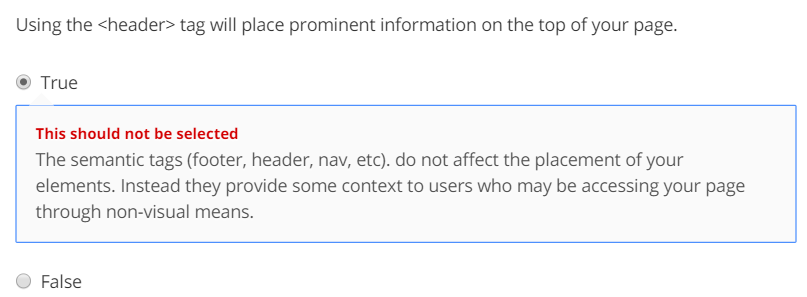 Using the <header> tag will place prominent information on the top of your page.
True
This should not be selected
The semantic tags (footer, header, nav, etc). do not affect the placement of your
elements. Instead they provide some context to users who may be accessing your page
through non-visual means.
False